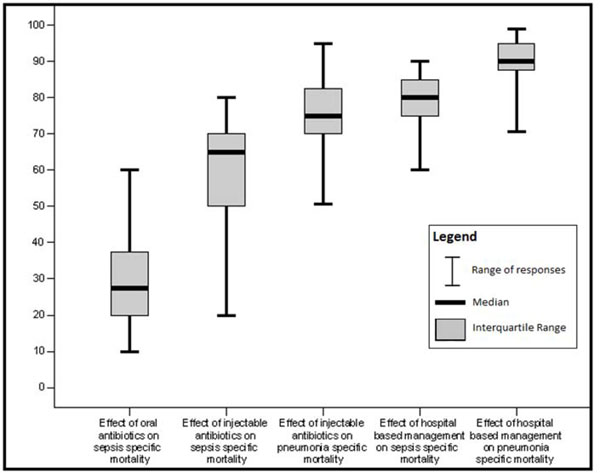 100
90
80
70
60
50
40
30
20
10
0
Legend
Range of responses
Median
Interquartile Range
Effect of oral
antibiotics on
sepsis specific
mortality
Effect of injectable
antibiotics on
sepsis specific
mortality
Effect of injectable
antibiotics on
pneumonia specific
mortality
Effect of hospital
based management
on sepsis specific
mortality
Effect of hospital
based management
on pneumonia
specific mortality